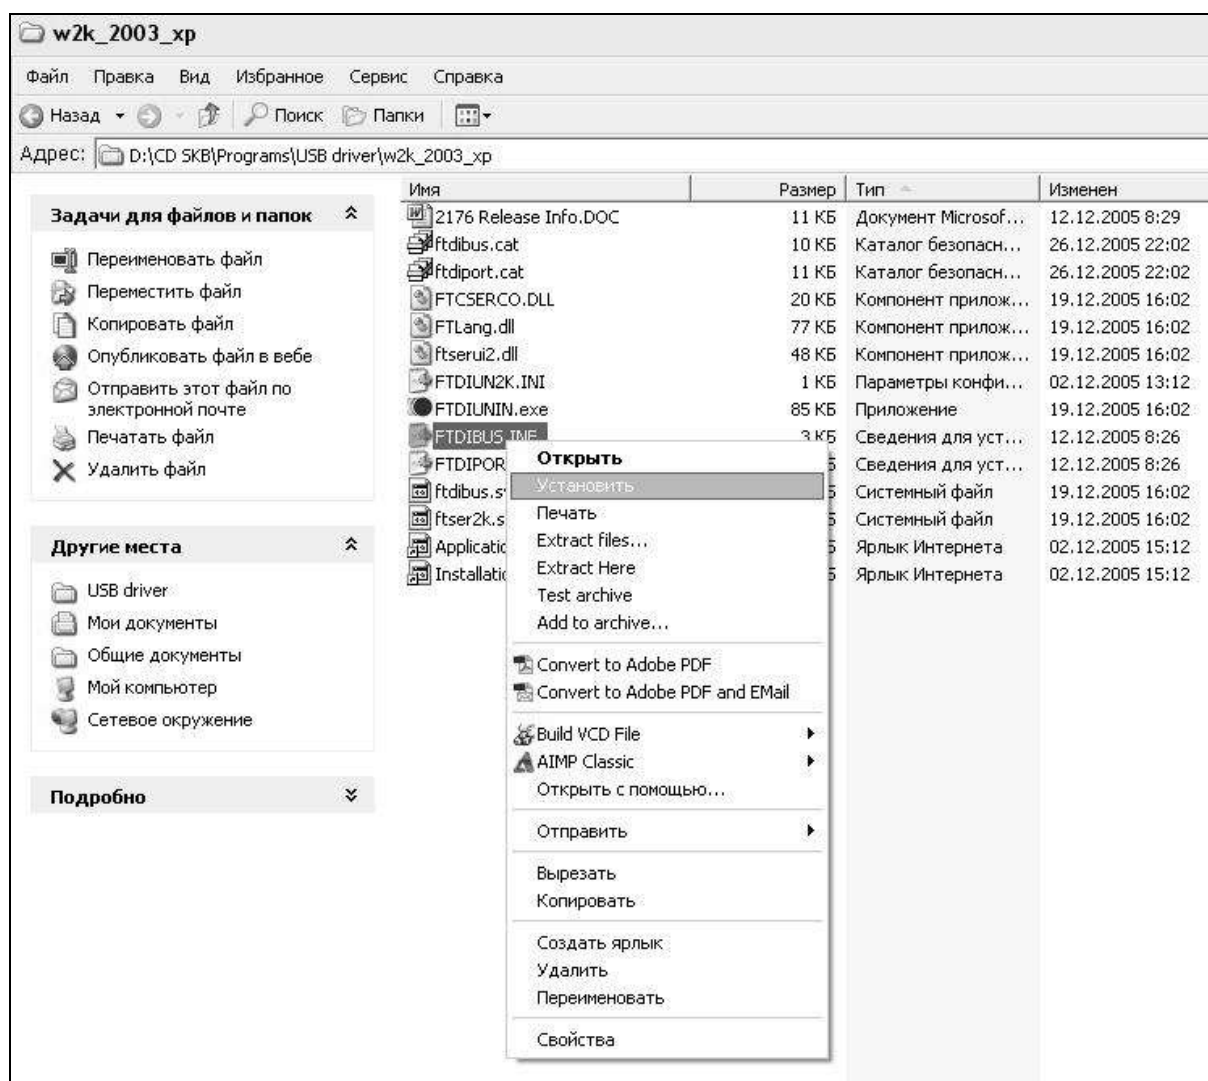 w2k_2003_xp
Файл Правка Вид Избранное Сервис Справка
Назад Поиск Папки
Адрес: D:\CD SKB\Programs\USB driver\w2k_2003_xp
Задачи для файлов и папок
Переименовать файл
Переместить файл
Копировать файл
Опубликовать файл в вебе
Отправить этот файл по
электронной почте
Печатать файл
Удалить файл
Другие места
USB driver
Мои документы
Общие документы
Мой компьютер
Сетевое окружение
Подробно
Имя Размер Тип Изменен
2176 Release Info.DOC 11 КБ Документ Microsof... 12.12.2005 8:29
ftdibus.cat 10 КБ Каталог безопасн... 26.12.2005 22:02
ftdiport.cat 11 КБ Каталог безопасн... 26.12.2005 22:02
FTCSERCO.DLL 20 КБ Компонент прилож... 19.12.2005 16:02
FTLang.dll 77 КБ Компонент прилож... 19.12.2005 16:02
ftserui2.dll 48 КБ Компонент прилож... 19.12.2005 16:02
FTDIUN2K.INI 1 КБ Параметры конфи... 02.12.2005 13:12
FTDIUNIN.exe 85 КБ Приложение 19.12.2005 16:02
FTDIBUS.INF 3 КБ Сведения для уст... 12.12.2005 8:26
FTDIPOR Б Сведения для уст... 12.12.2005 8:26
ftdibus.s Системный файл 19.12.2005 16:02
ftser2k.s Системный файл 19.12.2005 16:02
Applicatio Ярлык Интернета 02.12.2005 15:12
Installatio Ярлык Интернета 02.12.2005 15:12
Открыть
Установить
Печать
Extract files...
Extract Here
Test archive
Add to archive...
Convert to Adobe PDF
Convert to Adobe PDF and EMail
Build VCD File
AIMP Classic
Открыть с помощью...
Отправить
Вырезать
Копировать
Создать ярлык
Удалить
Переименовать
Свойства